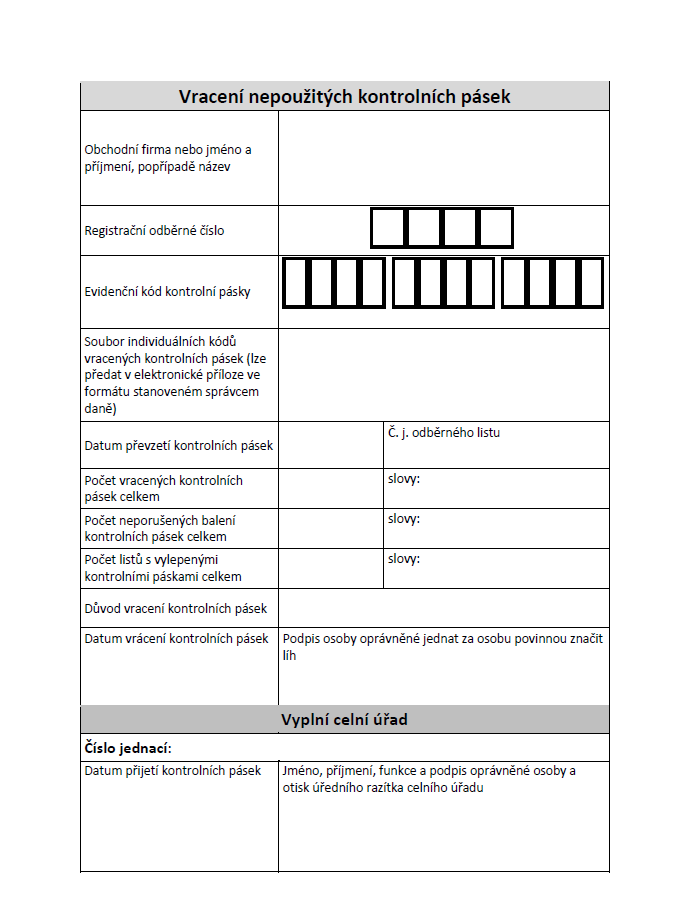 Vracení nepoužitých kontrolních pásek
Obchodní firma nebo jméno a
příjmení, popřípadě název
Registrační odběrné číslo
Evidenční kód kontrolní pásky
Soubor individuálních kódů
vracených kontrolních pásek (lze
předat v elektronické příloze ve
formátu stanoveném správcem
daně)
Datum převzetí kontrolních pásek
Č. j. odběrného listu
Počet vracených kontrolních
pásek celkem
slovy:
Počet neporušených balení
kontrolních pásek celkem
slovy:
Počet listů s vylepenými
kontrolními páskami celkem
slovy:
Důvod vracení kontrolních pásek
Datum vrácení kontrolních pásek
Podpis osoby oprávněné jednat za osobu povinnou značit
líh
Vyplní celní úřad
Číslo jednací:
Datum přijetí kontrolních pásek
Jméno, příjmení, funkce a podpis oprávněné osoby a
otisk úředního razítka celního úřadu